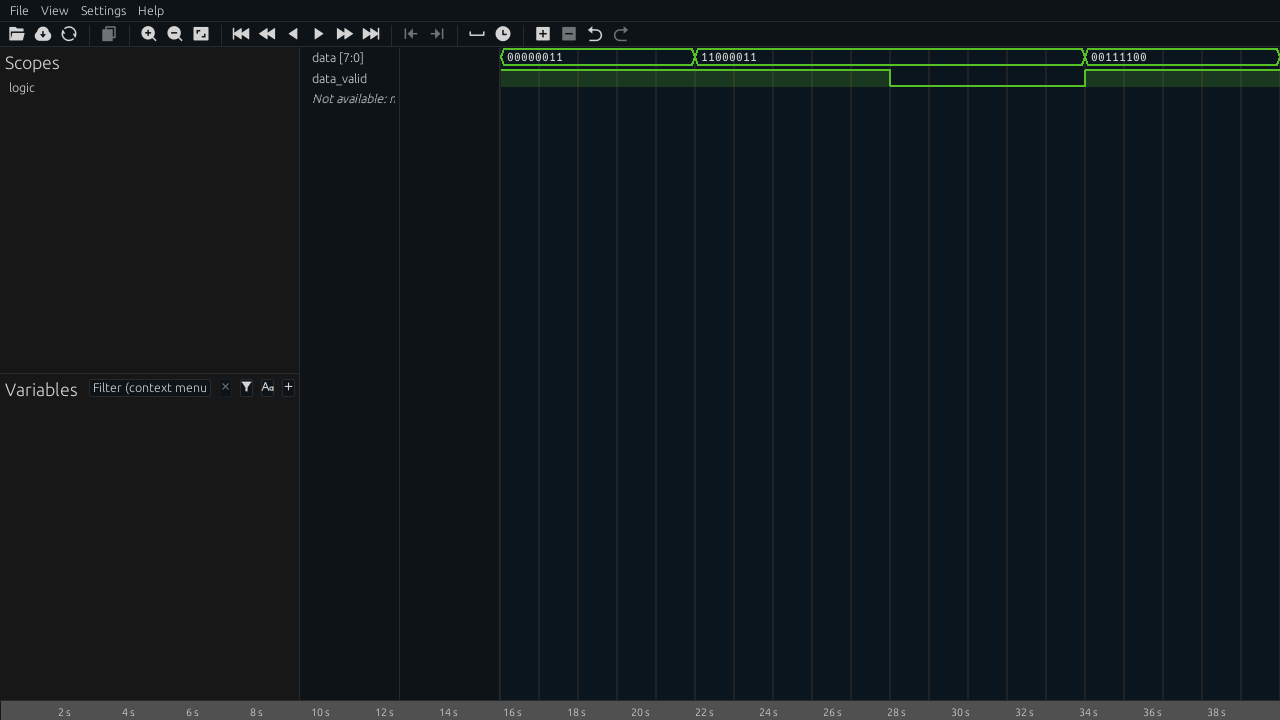 File View Settings Help
Scopes
logic
data [7:0]
data_valid
Not available: r.
00000011 11000011 00111100
Variables Filter (context menu × Aa +
2 s 4 s 6 s 8 s 10 s 12 s 14 s 16 s 18 s 20 s 22 s 24 s 26 s 28 s 30 s 32 s 34 s 36 s 38 s